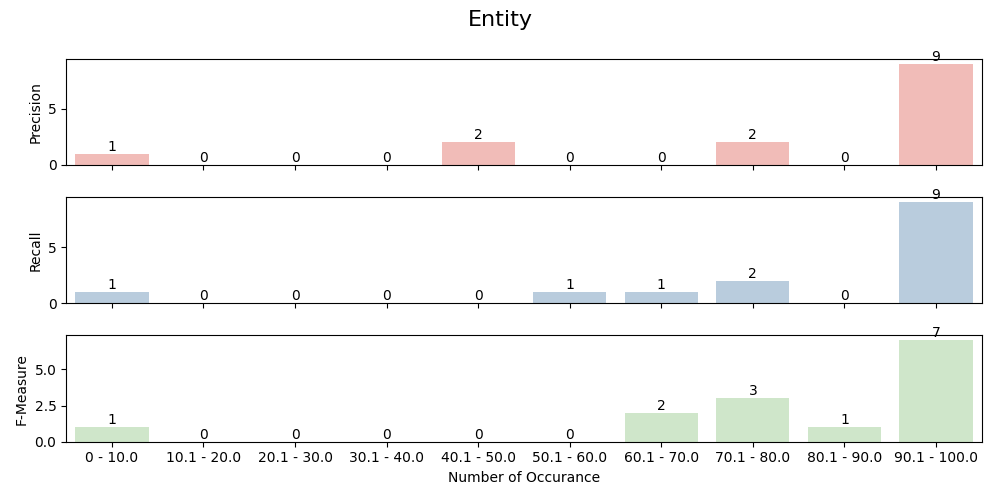 Entity
Precision
5
0
1 0 0 0 2 0 0 2 0 9
Recall
5
0
1 0 0 0 0 1 1 2 0 9
F-Measure
5.0
2.5
0.0
1 0 0 0 0 0 2 3 1 7
0 - 10.0 10.1 - 20.0 20.1 - 30.0 30.1 - 40.0 40.1 - 50.0 50.1 - 60.0 60.1 - 70.0 70.1 - 80.0 80.1 - 90.0 90.1 - 100.0
Number of Occurance